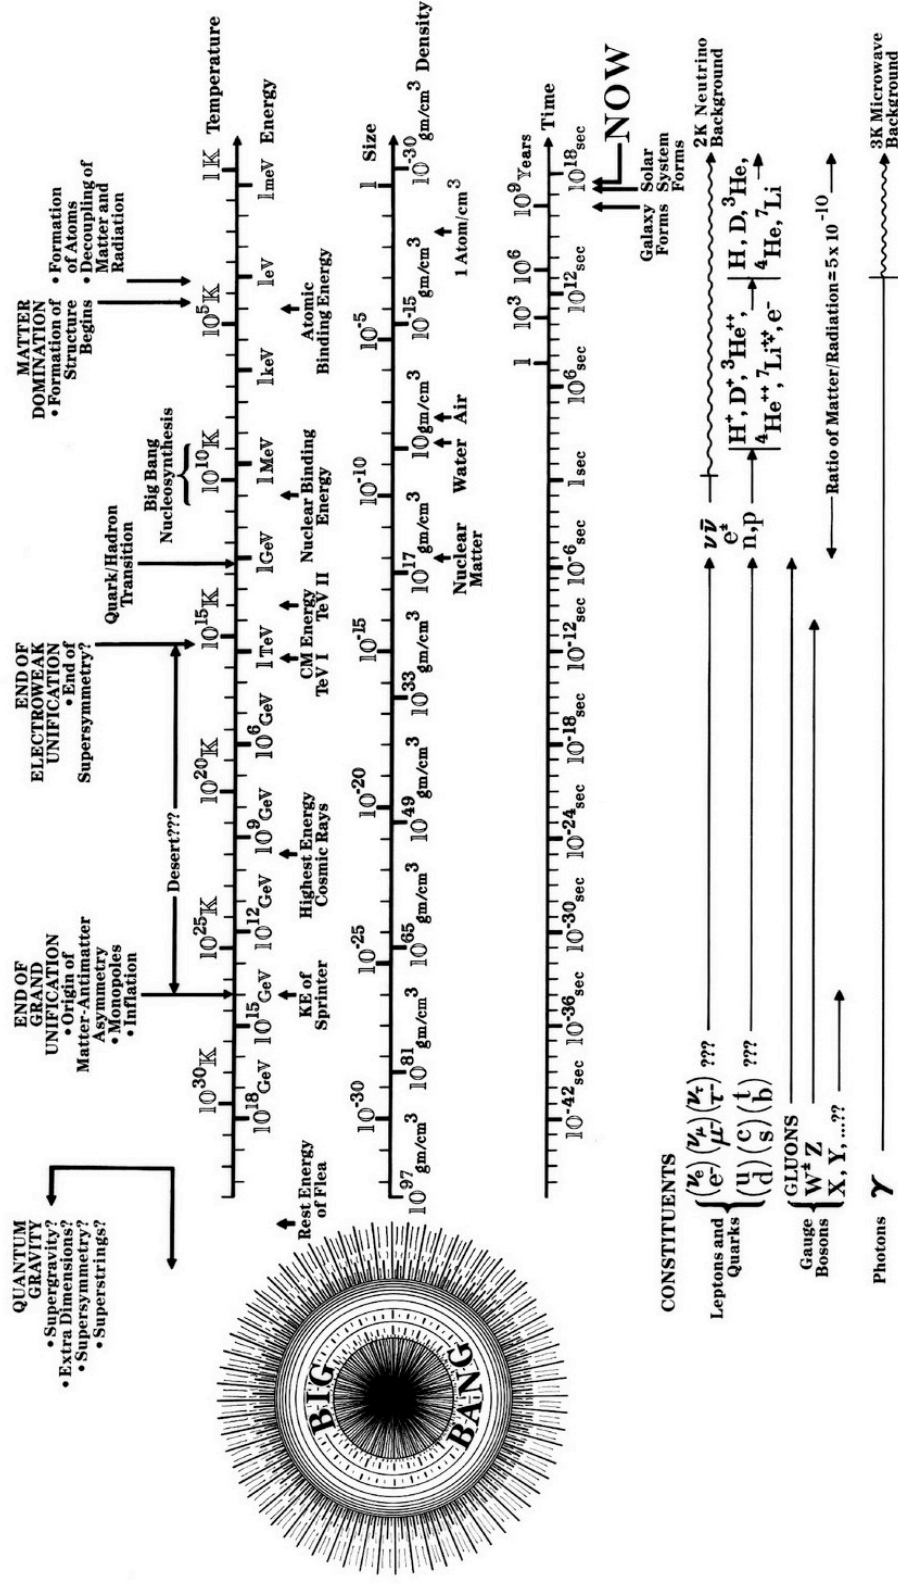 QUANTUM
GRAVITY
• Supergravity?
• Extra Dimensions?
• Supersymmetry?
• Superstrings?
END OF
GRAND
UNIFICATION
• Origin of
Matter-Antimatter
Asymmetry
• Monopoles
• Inflation
END OF
ELECTROWEAK
UNIFICATION
• End of
Supersymmetry?
Quark/Hadron
Transition
Big Bang
Nucleosynthesis
MATTER
DOMINATION
• Formation of
Structure
Begins
• Formation
of Atoms
• Decoupling of
Matter and
Radiation
Desert???
10³⁰K 10²⁵K 10²⁰K 10¹⁵K 10¹⁰K 10⁵K 1K Temperature
10¹⁸GeV 10¹⁵GeV 10¹²GeV 10⁹GeV 10⁶GeV 1TeV 1GeV 1MeV 1keV 1eV 1meV Energy
Rest Energy
of Flea
KE of
Sprinter
Highest Energy
Cosmic Rays
CM Energy
TeV I TeV II
Nuclear Binding
Energy
Atomic
Binding Energy
BIG
BANG
10⁻³⁰ 10⁻²⁵ 10⁻²⁰ 10⁻¹⁵ 10⁻¹⁰ 10⁻⁵ 1 Size
10⁹⁷gm/cm³ 10⁸¹gm/cm³ 10⁶⁵gm/cm³ 10⁴⁹gm/cm³ 10³³gm/cm³ 10¹⁷gm/cm³ 10gm/cm³ 10⁻¹⁵gm/cm³ 10⁻³⁰gm/cm³ Density
Nuclear
Matter
Water
Air
1 Atom/cm³
1 10³ 10⁶ 10⁹Years
10⁻⁴²sec 10⁻³⁶sec 10⁻³⁰sec 10⁻²⁴sec 10⁻¹⁸sec 10⁻¹²sec 10⁻⁶sec 1sec 10⁶sec 10¹²sec 10¹⁸sec Time
Galaxy
Forms
Solar
System
Forms
NOW
CONSTITUENTS
Leptons and
Quarks
(νe) (νμ) (ντ) ???
(e⁻) (μ⁻) (τ⁻)
(u) (c) (t) ???
(d) (s) (b)
νν̄
e±
n,p
2K Neutrino
Background
H⁺, D⁺, ³He⁺⁺,
⁴He⁺⁺, ⁷Li⁺⁺⁺, e⁻
H, D, ³He,
⁴He, ⁷Li
Gauge
Bosons
GLUONS
W± Z
X, Y, ...??
Ratio of Matter/Radiation = 5 x 10⁻¹⁰
Photons
γ
3K Microwave
Background